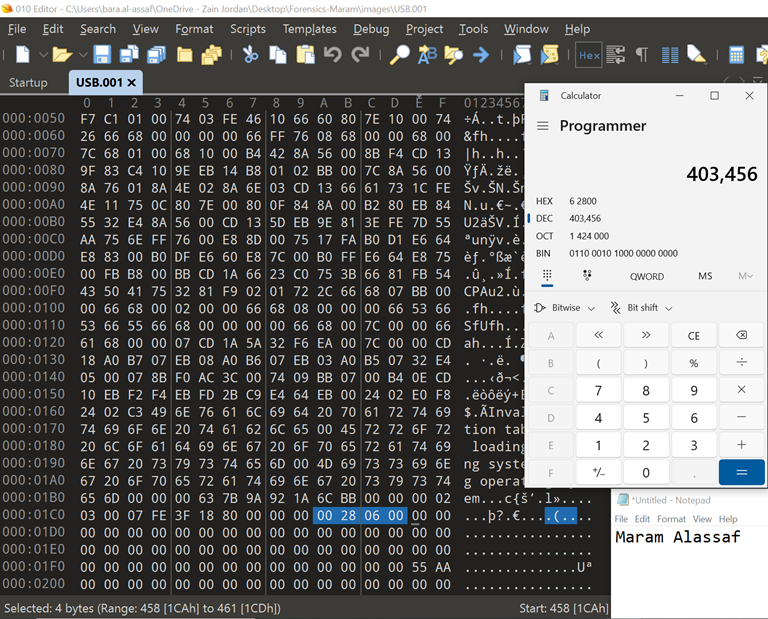 010 Editor - C:\Users\bara.al-assaf\OneDrive - Zain Jordan\Desktop\Forensics-Maram\images\USB.001
File Edit Search View Format Scripts Templates Debug Project Tools Window Help
Hex
Startup USB.001
0 1 2 3 4 5 6 7 8 9 A B C D E F 01234567
000:0050 F7 C1 01 00 74 03 FE 46 10 66 60 80 7E 10 00 74
000:0060 26 66 68 00 00 00 00 66 FF 76 08 68 00 00 68 00
000:0070 7C 68 01 00 68 10 00 B4 42 8A 56 00 8B F4 CD 13
000:0080 9F 83 C4 10 9E EB 14 B8 01 02 BB 00 7C 8A 56 00
000:0090 8A 76 01 8A 4E 02 8A 6E 03 CD 13 66 61 73 1C FE
000:00A0 4E 11 75 0C 80 7E 00 80 0F 84 8A 00 B2 80 EB 84
000:00B0 55 32 E4 8A 56 00 CD 13 5D EB 9E 81 3E FE 7D 55
000:00C0 AA 75 6E FF 76 00 E8 8D 00 75 17 FA B0 D1 E6 64
000:00D0 E8 83 00 B0 DF E6 60 E8 7C 00 B0 FF E6 64 E8 75
000:00E0 00 FB B8 00 BB CD 1A 66 23 C0 75 3B 66 81 FB 54
000:00F0 43 50 41 75 32 81 F9 02 01 72 2C 66 68 07 BB 00
000:0100 00 66 68 00 02 00 00 66 68 08 00 00 00 66 53 66
000:0110 53 66 55 66 68 00 00 00 00 66 68 00 7C 00 00 66
000:0120 61 68 00 00 07 CD 1A 5A 32 F6 EA 00 7C 00 00 CD
000:0130 18 A0 B7 07 EB 08 A0 B6 07 EB 03 A0 B5 07 32 E4
000:0140 05 00 07 8B F0 AC 3C 00 74 09 BB 07 00 B4 0E CD
000:0150 10 EB F2 F4 EB FD 2B C9 E4 64 EB 00 24 02 E0 F8
000:0160 24 02 C3 49 6E 76 61 6C 69 64 20 70 61 72 74 69
000:0170 74 69 6F 6E 20 74 61 62 6C 65 00 45 72 72 6F 72
000:0180 20 6C 6F 61 64 69 6E 67 20 6F 70 65 72 61 74 69
000:0190 6E 67 20 73 79 73 74 65 6D 00 4D 69 73 73 69 6E
000:01A0 67 20 6F 70 65 72 61 74 69 6E 67 20 73 79 73 74
000:01B0 65 6D 00 00 00 63 7B 9A 92 1A 6C BB 00 00 00 02
000:01C0 03 00 07 FE 3F 18 80 00 00 00 00 28 06 00 00 00
000:01D0 00 00 00 00 00 00 00 00 00 00 00 00 00 00 00 00
000:01E0 00 00 00 00 00 00 00 00 00 00 00 00 00 00 00 00
000:01F0 00 00 00 00 00 00 00 00 00 00 00 00 00 00 55 AA
000:0200 00 00 00 00 00 00 00 00 00 00 00 00 00 00 00 00
Selected: 4 bytes (Range: 458 [1CAh] to 461 [1CDh]) Start: 458 [1CAh]
Calculator
Programmer
403,456
HEX 6 2800
DEC 403,456
OCT 1 424 000
BIN 0110 0010 1000 0000 0000
QWORD MS M
Bitwise Bit shift
A << >> CE
B ( ) % ÷
C 7 8 9 ×
D 4 5 6 −
E 1 2 3 +
F +/− 0 . =
*Untitled - Notepad
File Edit Format View Help
Maram Alassaf